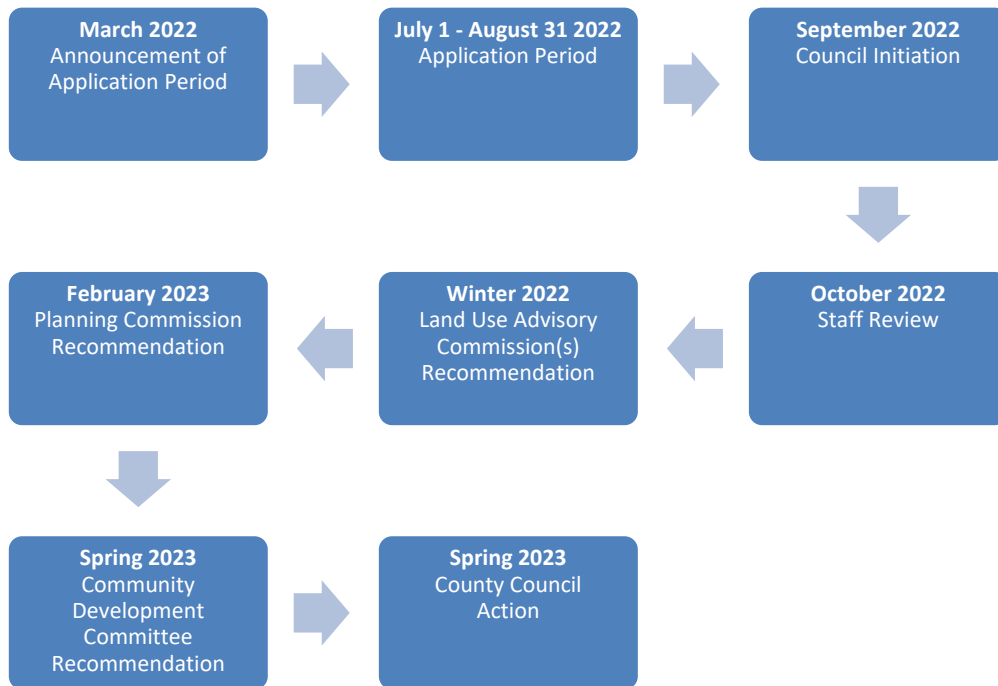 March 2022
Announcement of
Application Period
July 1 - August 31 2022
Application Period
September 2022
Council Initiation
October 2022
Staff Review
Winter 2022
Land Use Advisory
Commission(s)
Recommendation
February 2023
Planning Commission
Recommendation
Spring 2023
Community
Development
Committee
Recommendation
Spring 2023
County Council
Action